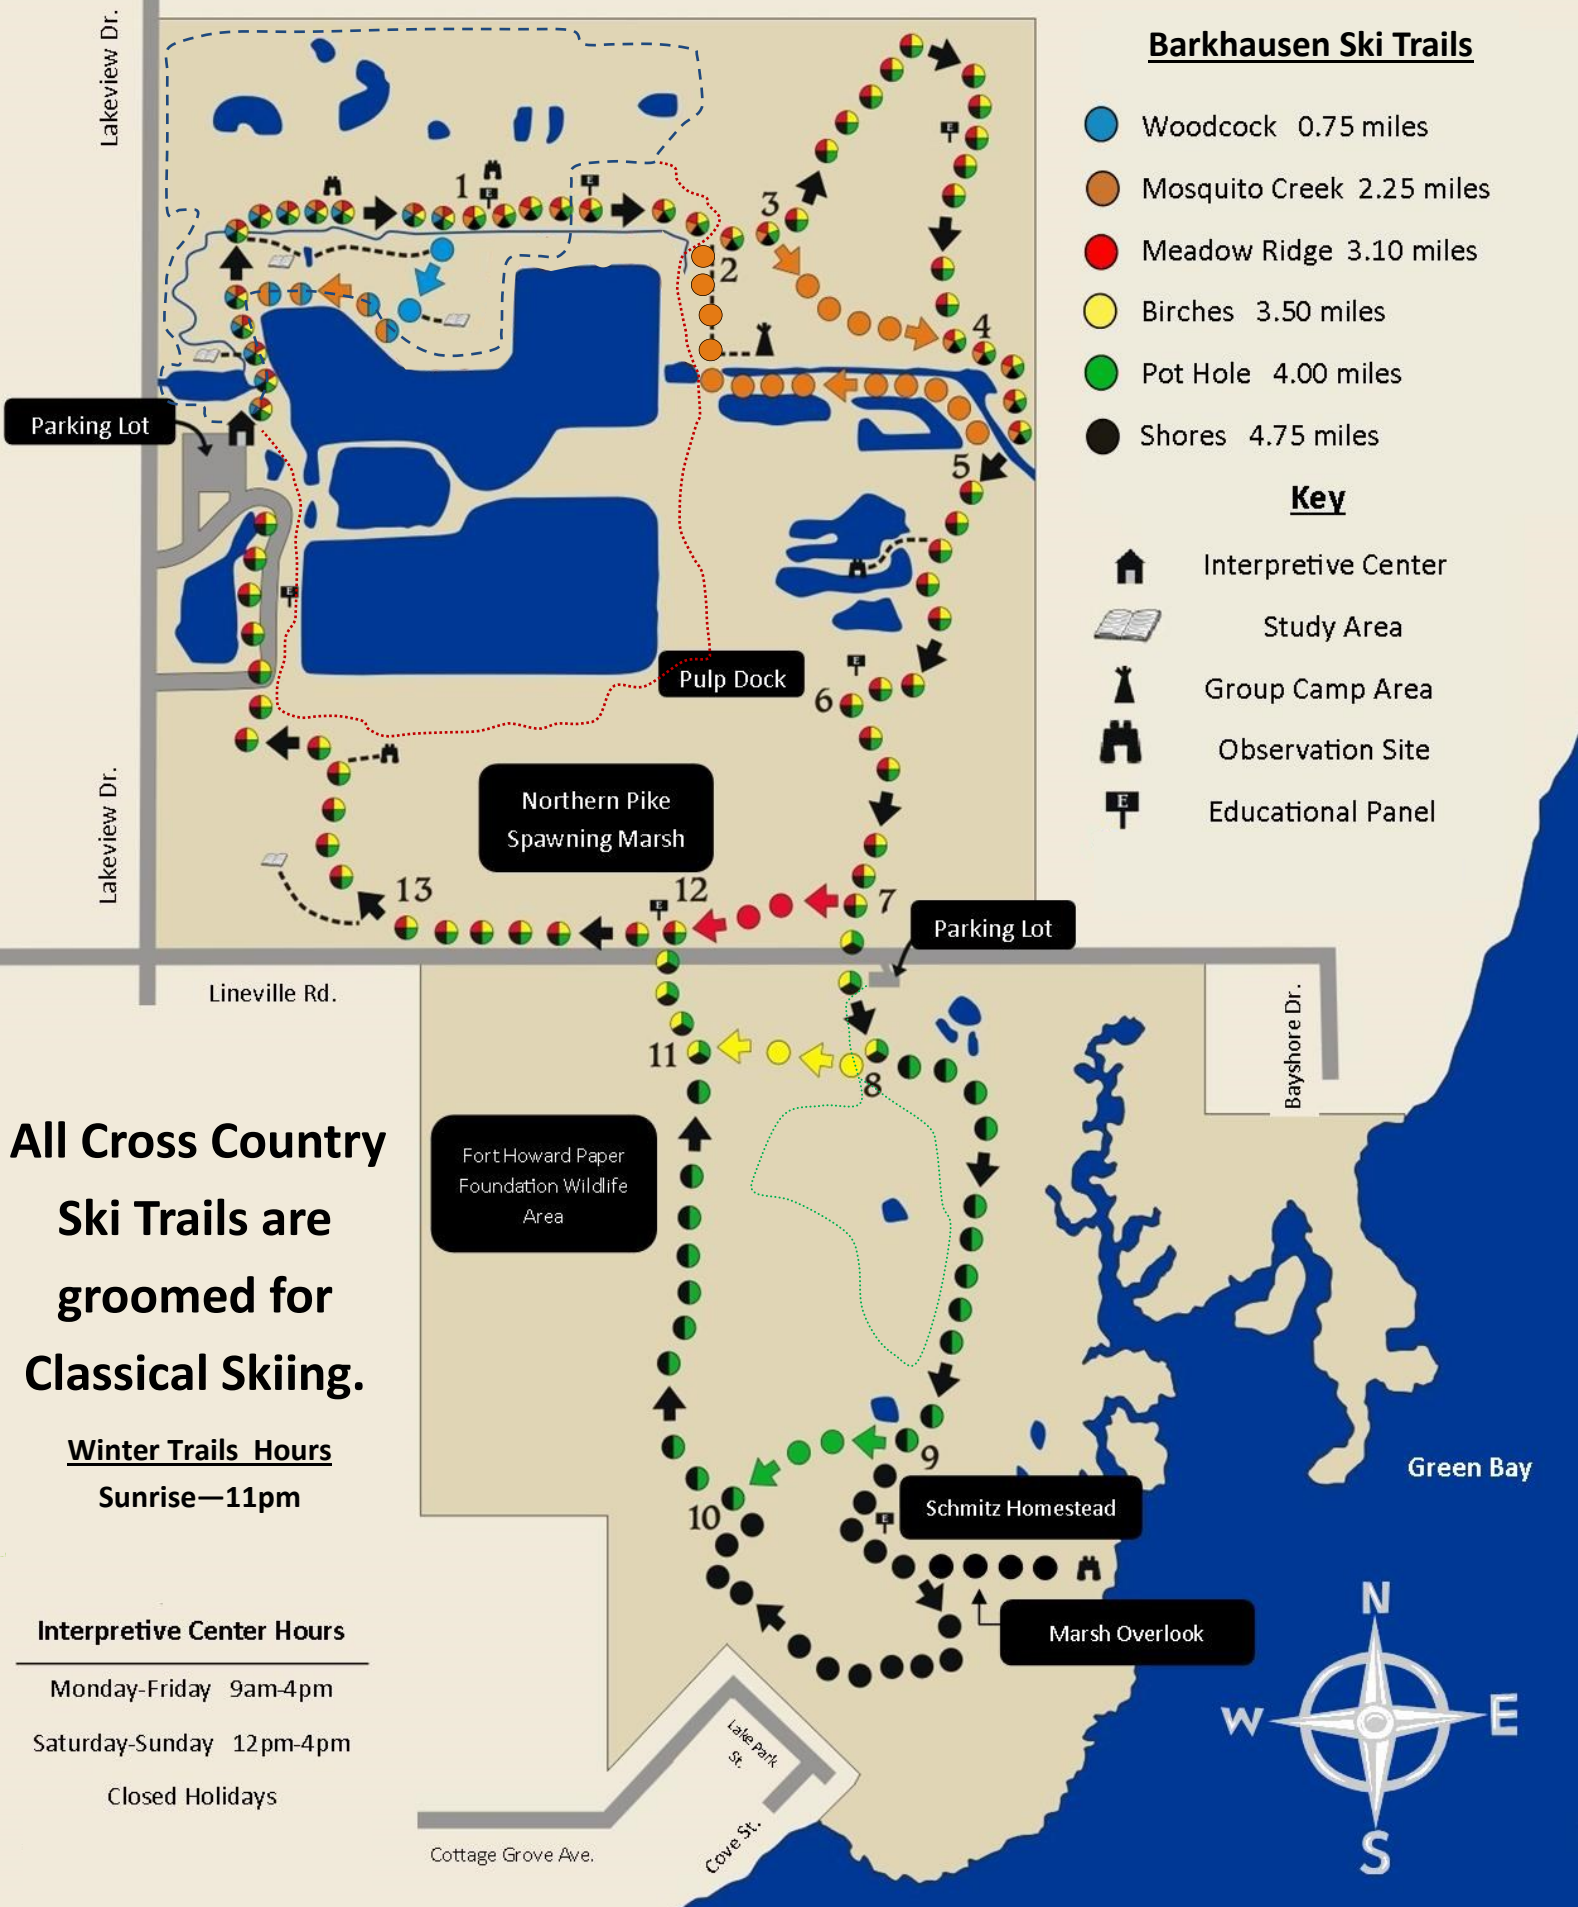 Barkhausen Ski Trails
Woodcock 0.75 miles
Mosquito Creek 2.25 miles
Meadow Ridge 3.10 miles
Birches 3.50 miles
Pot Hole 4.00 miles
Shores 4.75 miles
Key
Interpretive Center
Study Area
Group Camp Area
Observation Site
E
Educational Panel
Lakeview Dr.
1
E
E
E
2
3
4
5
Parking Lot
E
Pulp Dock
E
6
Northern Pike
Spawning Marsh
Lakeview Dr.
13
E
12
7
Parking Lot
Lineville Rd.
Bayshore Dr.
11
8
Fort Howard Paper
Foundation Wildlife
Area
All Cross Country
Ski Trails are
groomed for
Classical Skiing.
Winter Trails Hours
Sunrise—11pm
9
10
E
Schmitz Homestead
Marsh Overlook
Green Bay
Interpretive Center Hours
Monday-Friday 9am-4pm
Saturday-Sunday 12pm-4pm
Closed Holidays
Lake Park
St.
Cove St.
Cottage Grove Ave.
N
W
E
S